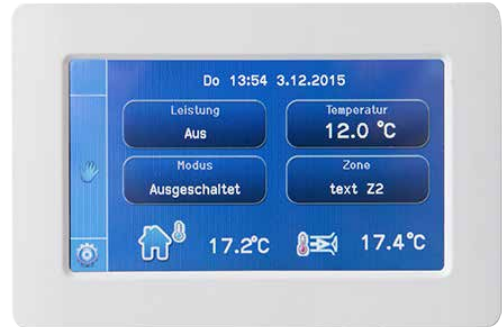 Do 13:54 3.12.2015
Leistung
Aus
Temperatur
12.0 °C
Modus
Ausgeschaltet
Zone
text Z2
17.2°C
17.4°C